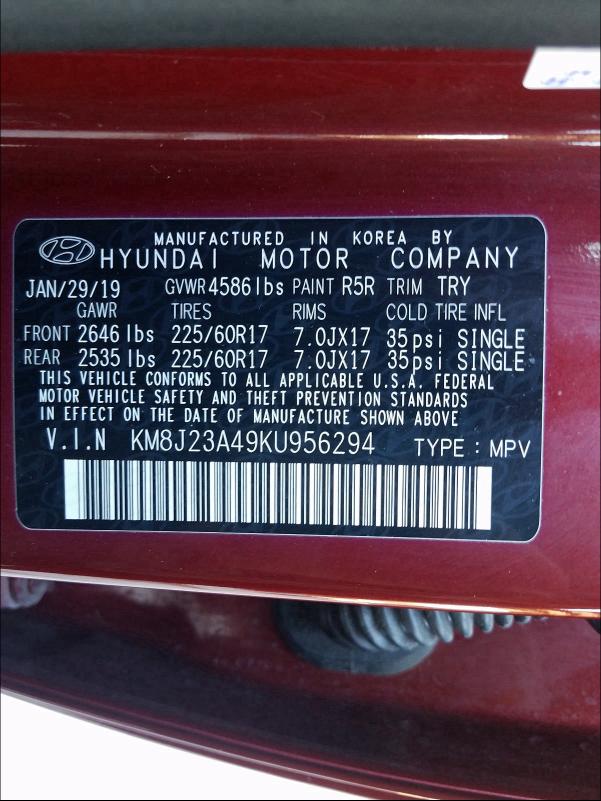 MANUFACTURED IN KOREA BY
HYUNDAI MOTOR COMPANY
JAN/29/19 GVWR 4586 lbs PAINT R5R TRIM TRY
GAWR TIRES RIMS COLD TIRE INFL
FRONT 2646 lbs 225/60R17 7.0JX17 35psi SINGLE
REAR 2535 lbs 225/60R17 7.0JX17 35psi SINGLE
THIS VEHICLE CONFORMS TO ALL APPLICABLE U.S.A. FEDERAL
MOTOR VEHICLE SAFETY AND THEFT PREVENTION STANDARDS
IN EFFECT ON THE DATE OF MANUFACTURE SHOWN ABOVE
V.I.N KM8J23A49KU956294 TYPE : MPV